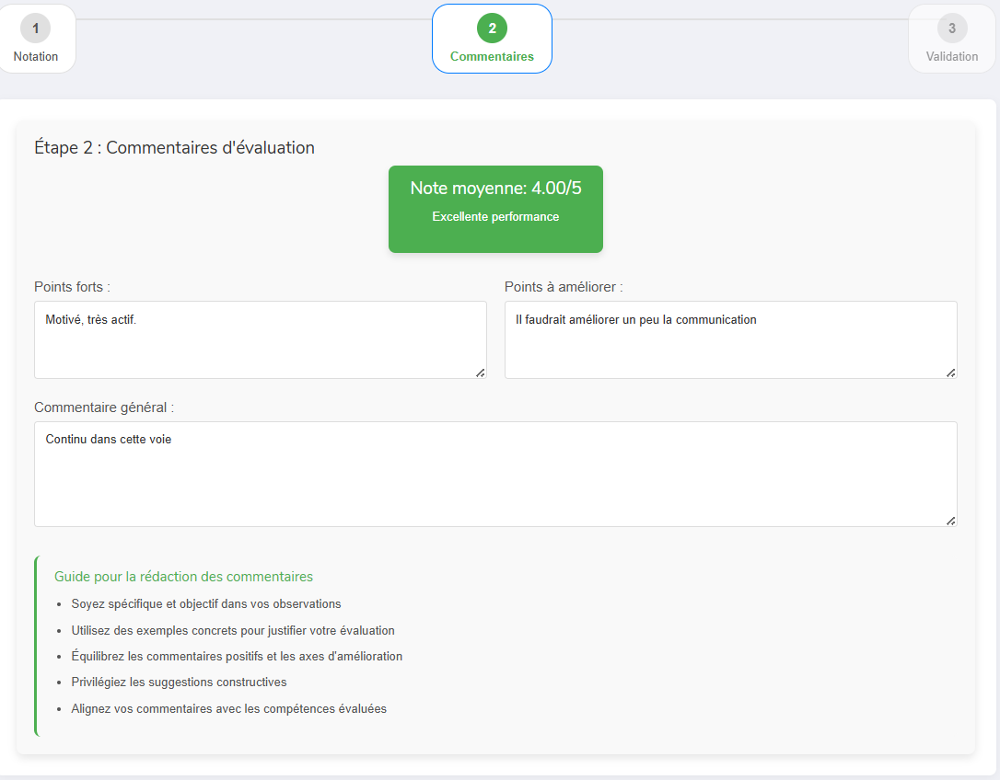 1
Notation
2
Commentaires
3
Validation
Étape 2 : Commentaires d'évaluation
Note moyenne: 4.00/5
Excellente performance
Points forts :
Motivé, très actif.
Points à améliorer :
Il faudrait améliorer un peu la communication
Commentaire général :
Continu dans cette voie
Guide pour la rédaction des commentaires
• Soyez spécifique et objectif dans vos observations
• Utilisez des exemples concrets pour justifier votre évaluation
• Équilibrez les commentaires positifs et les axes d'amélioration
• Privilégiez les suggestions constructives
• Alignez vos commentaires avec les compétences évaluées